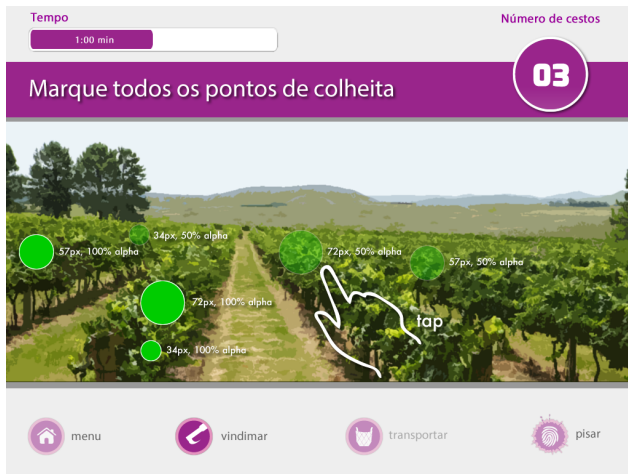 Tempo
Número de cestos
1:00 min
03
Marque todos os pontos de colheita
34px, 50% alpha
57px, 100% alpha
72px, 50% alpha
57px, 50% alpha
72px, 100% alpha
tap
34px, 100% alpha
menu
vindimar
transportar
pisar